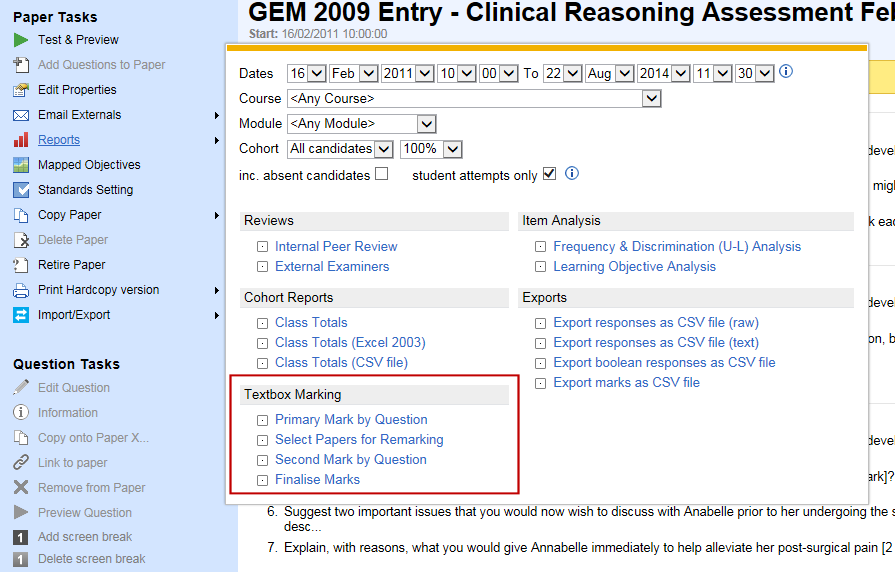 Paper Tasks
Test & Preview
Add Questions to Paper
Edit Properties
Email Externals
Reports
Mapped Objectives
Standards Setting
Copy Paper
Delete Paper
Retire Paper
Print Hardcopy version
Import/Export
Question Tasks
Edit Question
Information
Copy onto Paper X...
Link to paper
Remove from Paper
Preview Question
1 Add screen break
1 Delete screen break
GEM 2009 Entry - Clinical Reasoning Assessment Fel
Start: 16/02/2011 10:00:00
Dates 16 Feb 2011 10 00 To 22 Aug 2014 11 30
Course <Any Course>
Module <Any Module>
Cohort All candidates 100%
inc. absent candidates student attempts only
Reviews
Internal Peer Review
External Examiners
Cohort Reports
Class Totals
Class Totals (Excel 2003)
Class Totals (CSV file)
Textbox Marking
Primary Mark by Question
Select Papers for Remarking
Second Mark by Question
Finalise Marks
Item Analysis
Frequency & Discrimination (U-L) Analysis
Learning Objective Analysis
Exports
Export responses as CSV file (raw)
Export responses as CSV file (text)
Export boolean responses as CSV file
Export marks as CSV file
devel
migl
k eac
devel
on, b
devel
ark]?
6. Suggest two important issues that you would now wish to discuss with Anabelle prior to her undergoing the s
desc...
7. Explain, with reasons, what you would give Annabelle immediately to help alleviate her post-surgical pain [2